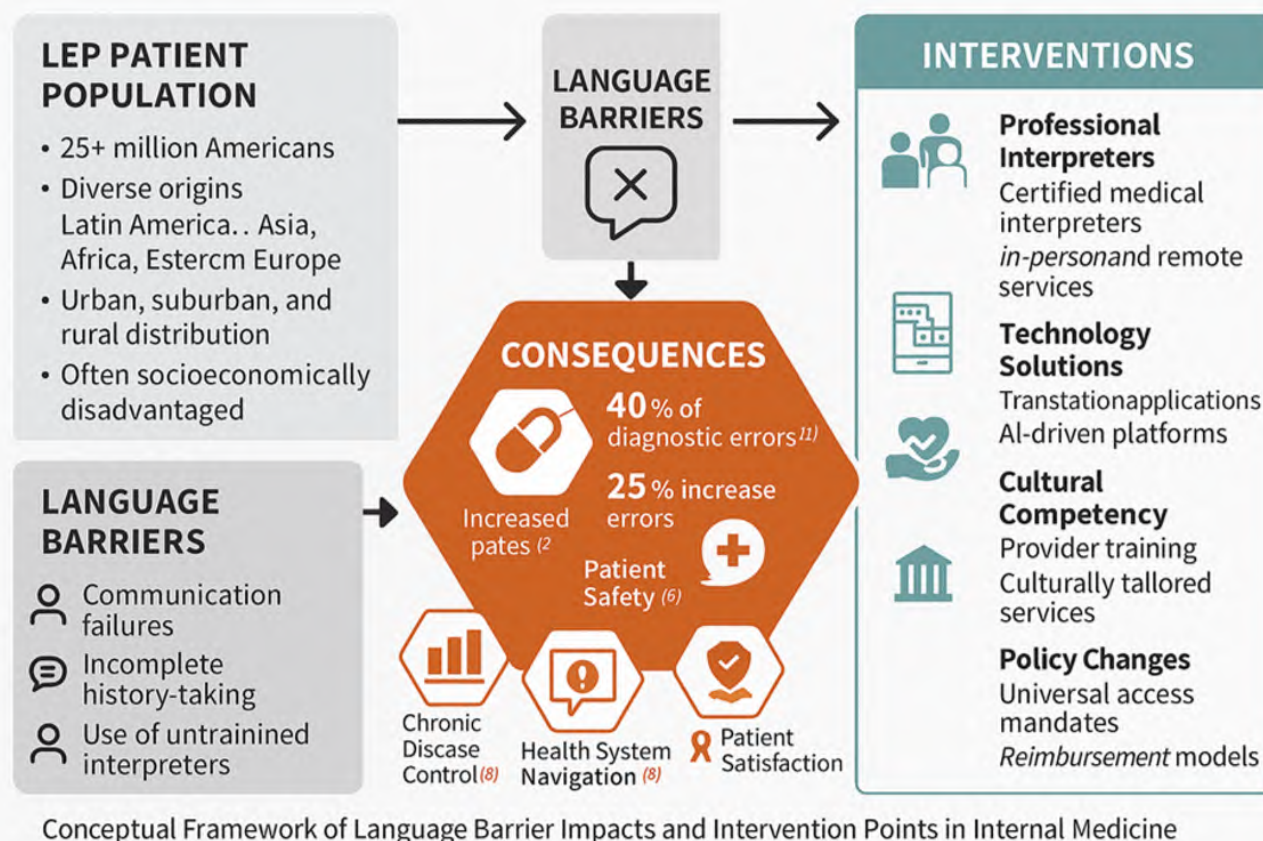 LEP PATIENT
POPULATION
• 25+ million Americans
• Diverse origins
Latin America.. Asia,
Africa, Estercm Europe
• Urban, suburban, and
rural distribution
• Often socioeconomically
disadvantaged
LANGUAGE
BARRIERS
Communication
failures
Incomplete
history-taking
Use of untrainined
interpreters
LANGUAGE
BARRIERS
CONSEQUENCES
40 % of
diagnostic errors 11)
25 % increase
errors
Increased
pates (2
Patient
Safety (6)
Chronic
Disease
Control (8)
Health System
Navigation (8)
Patient
Satisfaction
INTERVENTIONS
Professional
Interpreters
Certified medical
interpreters
in-personand remote
services
Technology
Solutions
Transtationapplications
AI-driven platforms
Cultural
Competency
Provider training
Culturally tallored
services
Policy Changes
Universal access
mandates
Reimbursement models
Conceptual Framework of Language Barrier Impacts and Intervention Points in Internal Medicine